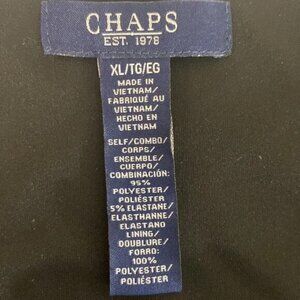 CHAPS
EST. 1978
XL/TG/EG
MADE IN
VIETNAM/
FABRIQUÉ AU
VIETNAM/
HECHO EN
VIETNAM
SELF/COMBO/
CORPS/
ENSEMBLE/
CUERPO/
COMBINACIÓN:
95%
POLYESTER/
POLIÉSTER
5% ELASTANE/
ELASTHANNE/
ELASTANO
LINING/
DOUBLURE/
FORRO:
100%
POLYESTER/
POLIÉSTER